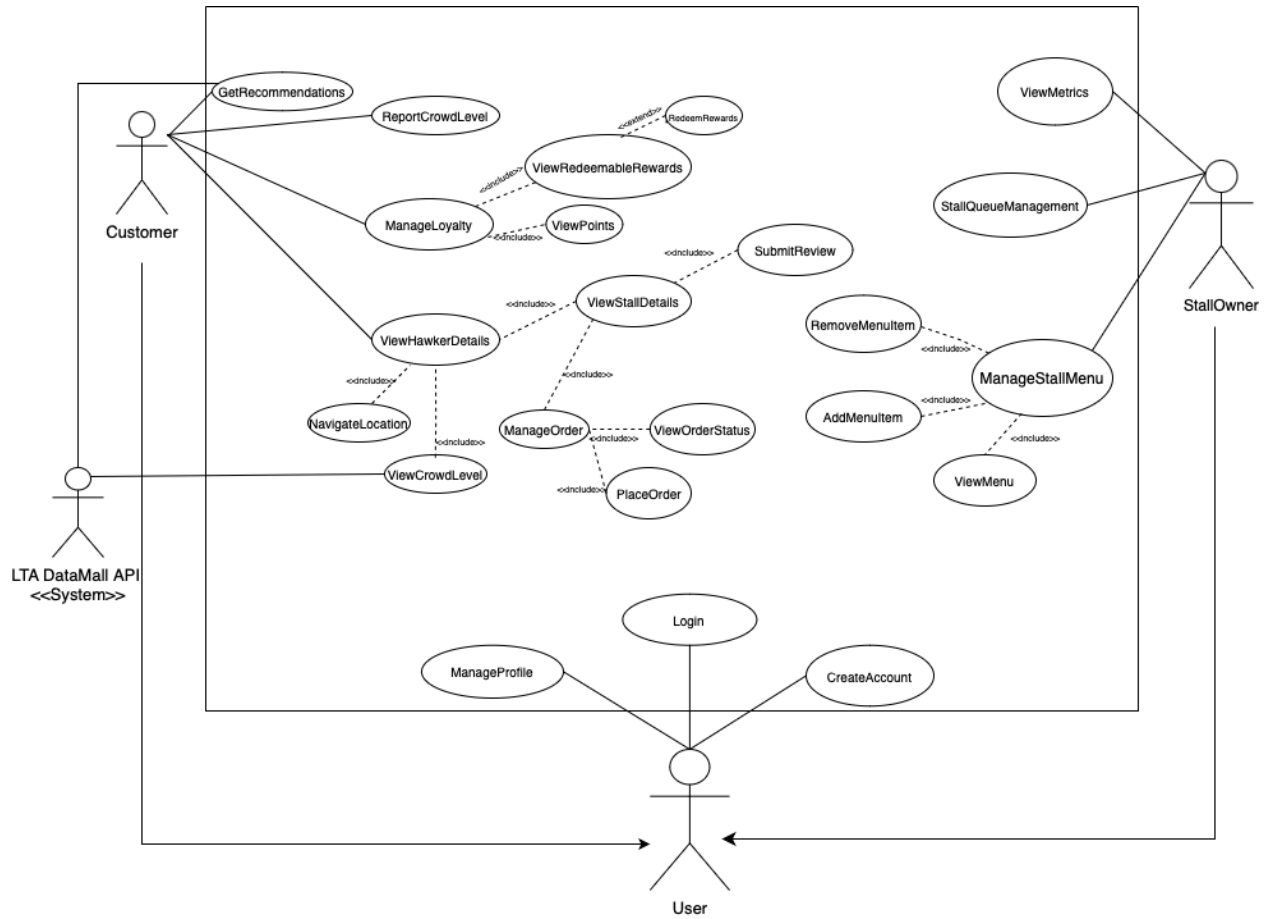 GetRecommendations
ReportCrowdLevel
<<extend>>
RedeemRewards
ViewMetrics
ViewRedeemableRewards
<<Include>>
Customer
ManageLoyalty
ViewPoints
<<Include>>
StallQueueManagement
SubmitReview
<<Include>>
ViewStallDetails
<<Include>>
StallOwner
ViewHawkerDetails
RemoveMenuItem
<<Include>>
<<Include>>
<<Include>>
ManageStallMenu
NavigateLocation
<<Include>>
AddMenuItem
ManageOrder
ViewOrderStatus
<<Include>>
<<Include>>
<<Include>>
ViewCrowdLevel
ViewMenu
<<Include>>
PlaceOrder
LTA DataMall API
<<System>>
Login
ManageProfile
CreateAccount
User